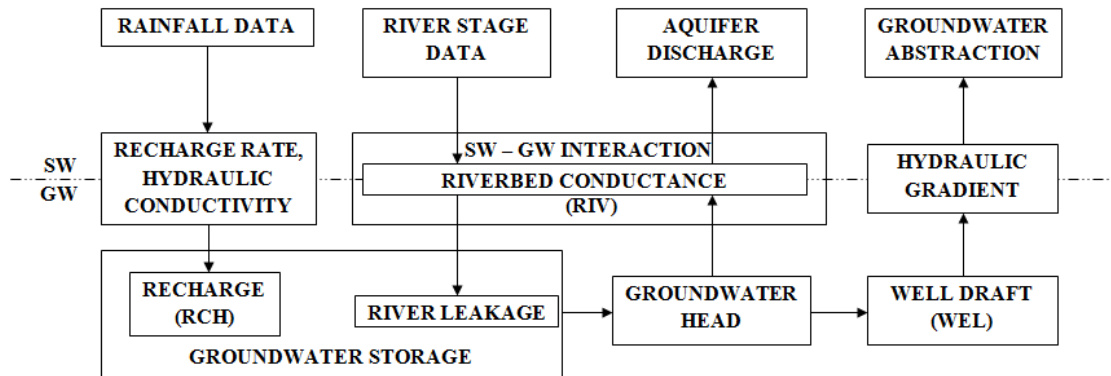 RAINFALL DATA
RIVER STAGE
DATA
AQUIFER
DISCHARGE
GROUNDWATER
ABSTRACTION
SW
GW
RECHARGE RATE,
HYDRAULIC
CONDUCTIVITY
SW – GW INTERACTION
RIVERBED CONDUCTANCE
(RIV)
HYDRAULIC
GRADIENT
RECHARGE
(RCH)
RIVER LEAKAGE
GROUNDWATER STORAGE
GROUNDWATER
HEAD
WELL DRAFT
(WEL)